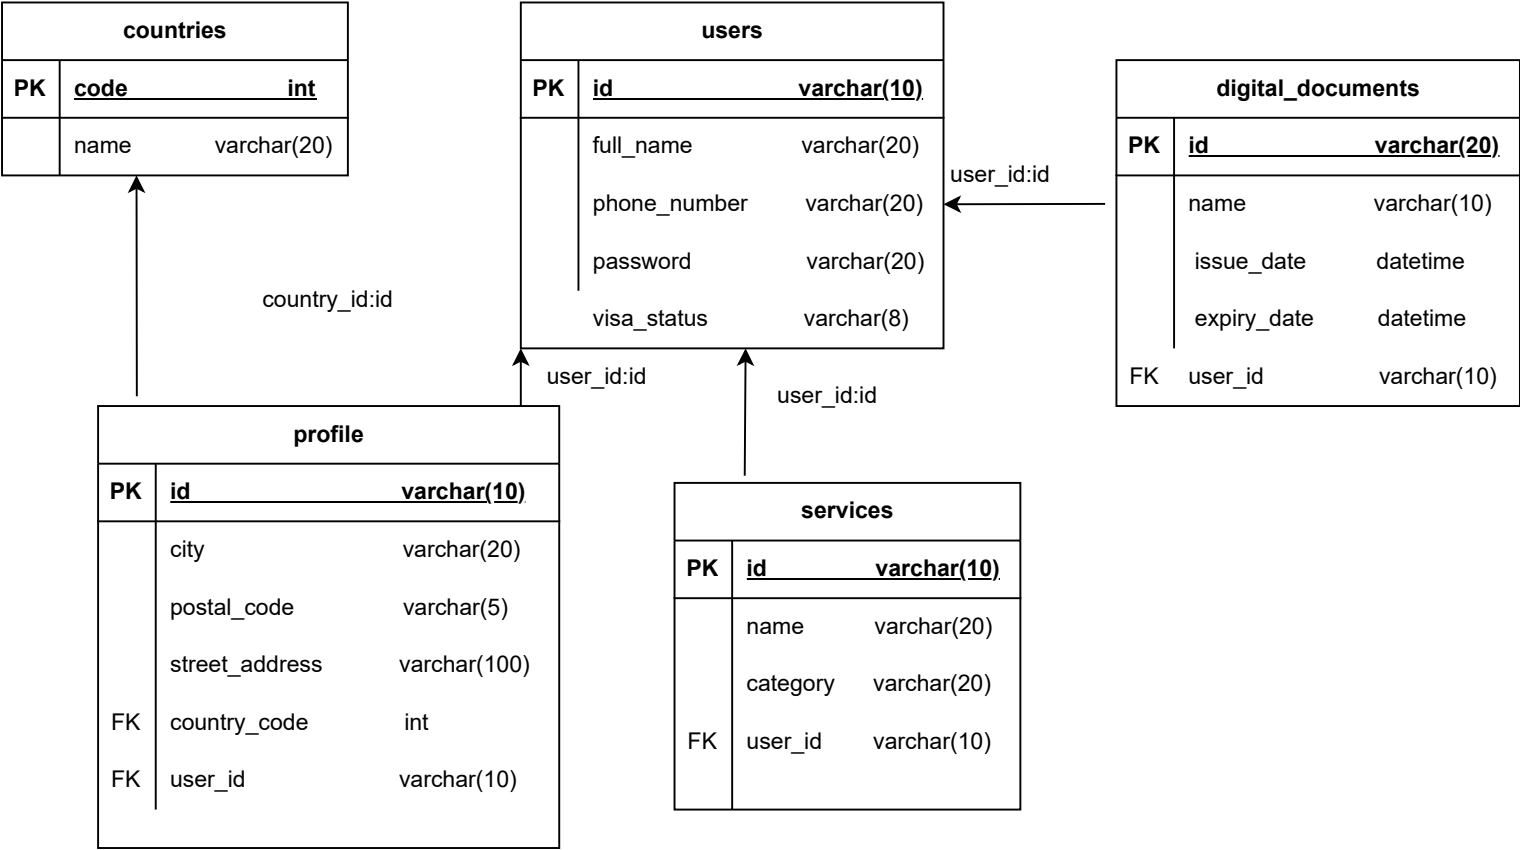 countries
PK code int
name varchar(20)
users
PK id varchar(10)
full_name varchar(20)
phone_number varchar(20)
password varchar(20)
visa_status varchar(8)
digital_documents
PK id varchar(20)
name varchar(10)
issue_date datetime
expiry_date datetime
FK user_id varchar(10)
user_id:id
country_id:id
user_id:id
user_id:id
profile
PK id varchar(10)
city varchar(20)
postal_code varchar(5)
street_address varchar(100)
FK country_code int
FK user_id varchar(10)
services
PK id varchar(10)
name varchar(20)
category varchar(20)
FK user_id varchar(10)